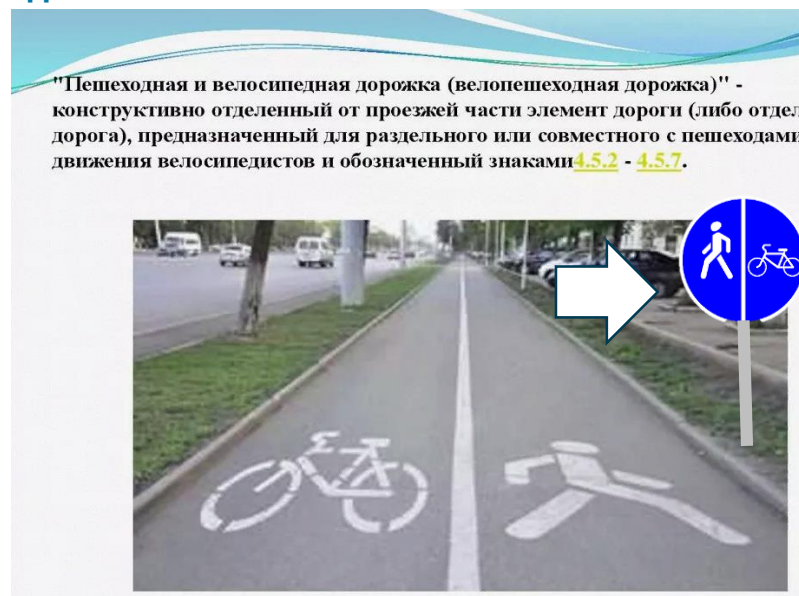 "Пешеходная и велосипедная дорожка (велопешеходная дорожка)" -
конструктивно отделенный от проезжей части элемент дороги (либо
дорога), предназначенный для раздельного или совместного с пешеходами
движения велосипедистов и обозначенный знаками4.5.2 - 4.5.7.